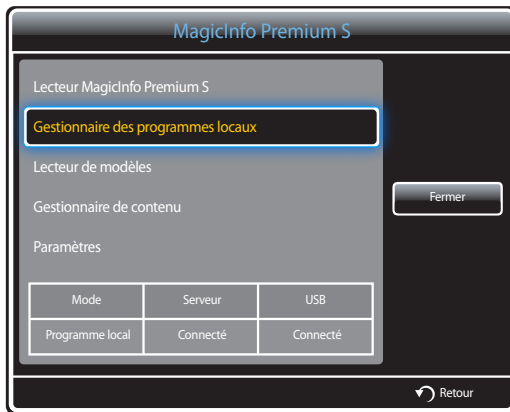 MagicInfo Premium S
Lecteur MagicInfo Premium S
Gestionnaire des programmes locaux
Lecteur de modèles
Gestionnaire de contenu
Paramètres
Fermer
Mode Serveur USB
Programme local Connecté Connecté
Retour